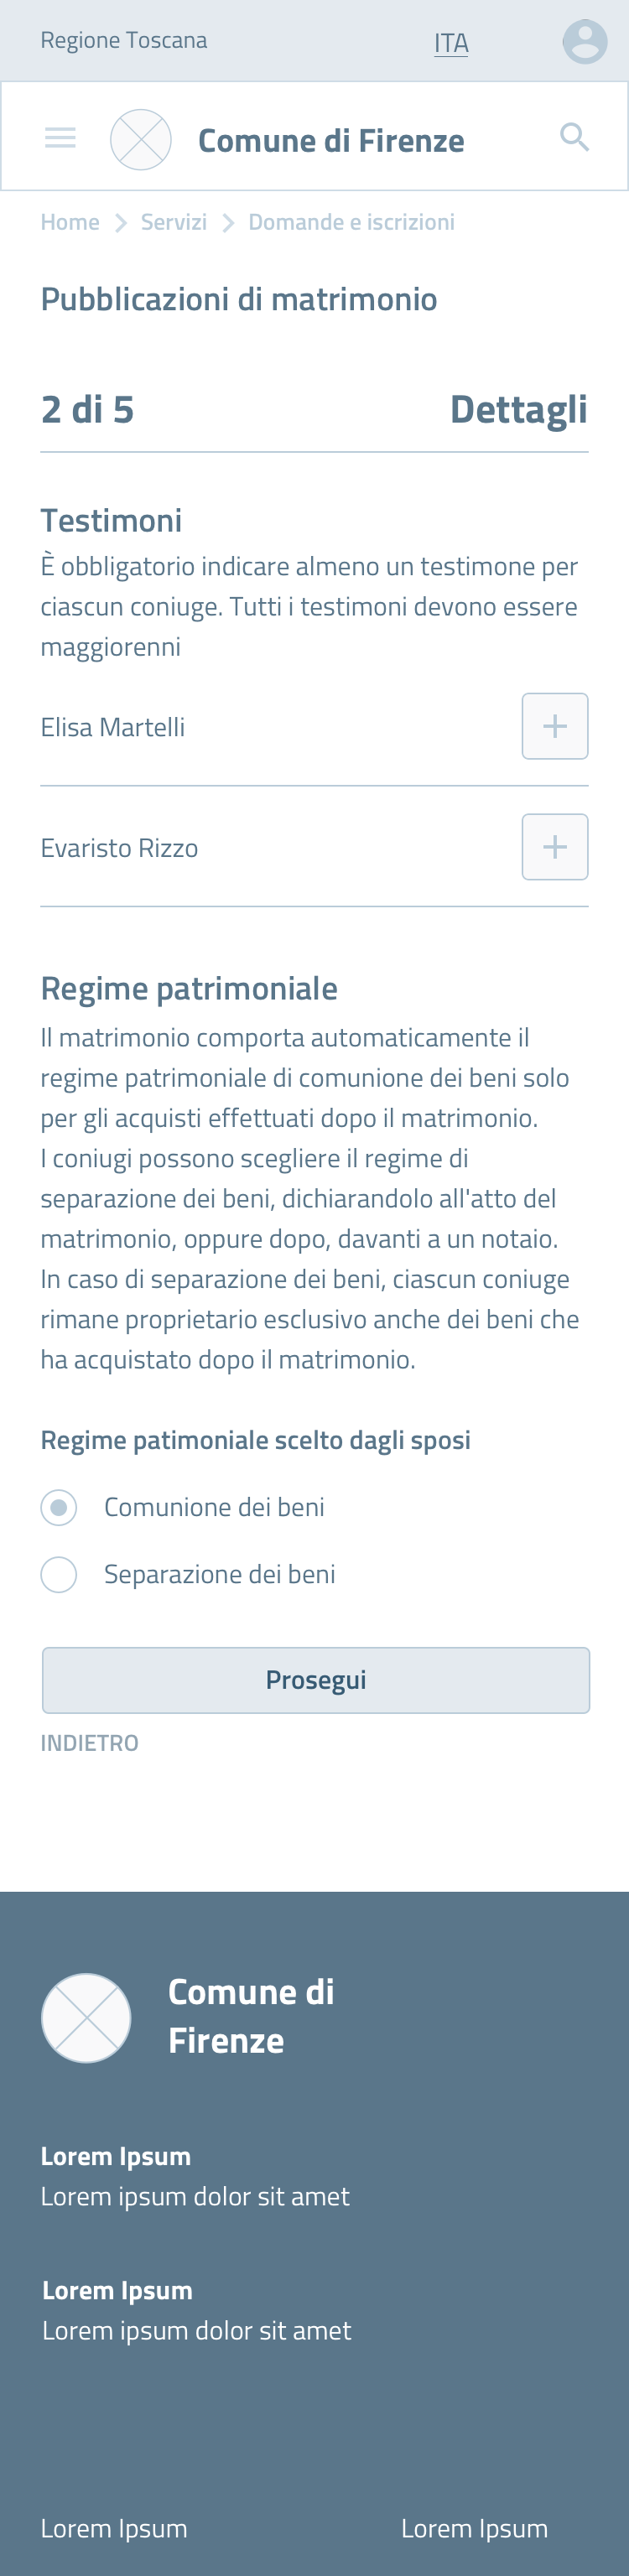 Regione Toscana ITA
Comune di Firenze
Home Servizi Domande e iscrizioni
Pubblicazioni di matrimonio
2 di 5 Dettagli
Testimoni
È obbligatorio indicare almeno un testimone per
ciascun coniuge. Tutti i testimoni devono essere
maggiorenni
Elisa Martelli
Evaristo Rizzo
Regime patrimoniale
Il matrimonio comporta automaticamente il
regime patrimoniale di comunione dei beni solo
per gli acquisti effettuati dopo il matrimonio.
I coniugi possono scegliere il regime di
separazione dei beni, dichiarandolo all'atto del
matrimonio, oppure dopo, davanti a un notaio.
In caso di separazione dei beni, ciascun coniuge
rimane proprietario esclusivo anche dei beni che
ha acquistato dopo il matrimonio.
Regime patimoniale scelto dagli sposi
Comunione dei beni
Separazione dei beni
Prosegui
INDIETRO
Comune di
Firenze
Lorem Ipsum
Lorem ipsum dolor sit amet
Lorem Ipsum
Lorem ipsum dolor sit amet
Lorem Ipsum Lorem Ipsum